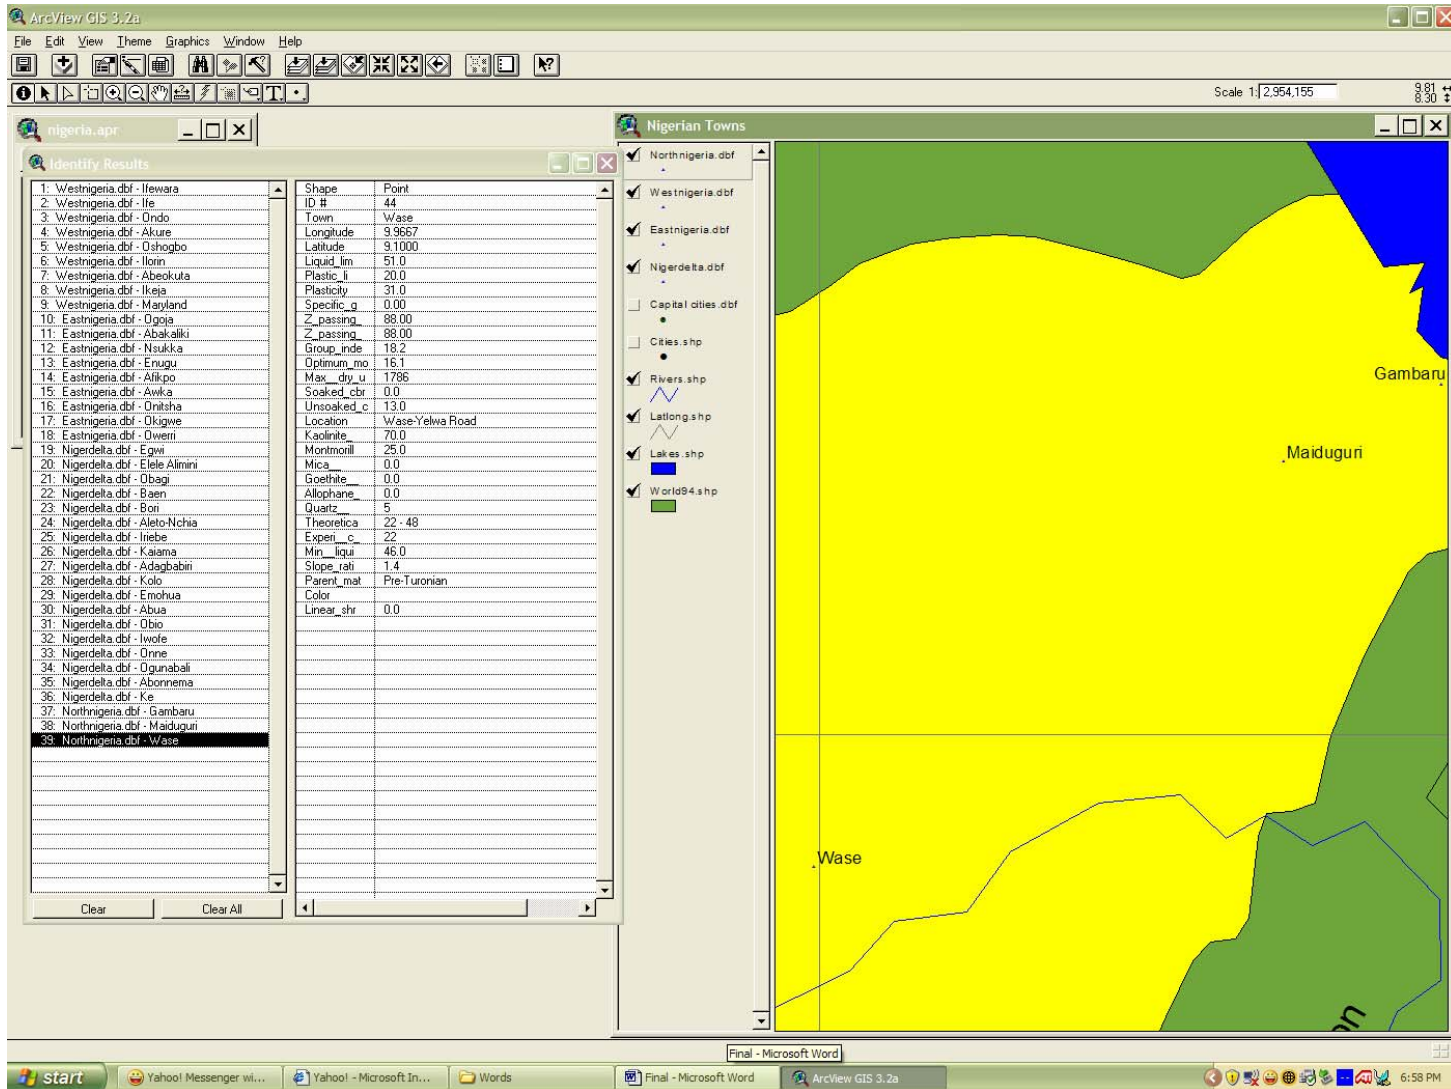 ArcView GIS 3.2a
File Edit View Theme Graphics Window Help
Scale 1: 2,954,155
9.81
8.30
nigeria.apr
Identify Results
1: Westnigeria.dbf - Ifewara
2: Westnigeria.dbf - Ife
3: Westnigeria.dbf - Ondo
4: Westnigeria.dbf - Akure
5: Westnigeria.dbf - Oshogbo
6: Westnigeria.dbf - Ilorin
7: Westnigeria.dbf - Abeokuta
8: Westnigeria.dbf - Ikeja
9: Westnigeria.dbf - Maryland
10: Eastnigeria.dbf - Ogoja
11: Eastnigeria.dbf - Abakaliki
12: Eastnigeria.dbf - Nsukka
13: Eastnigeria.dbf - Enugu
14: Eastnigeria.dbf - Afikpo
15: Eastnigeria.dbf - Awka
16: Eastnigeria.dbf - Onitsha
17: Eastnigeria.dbf - Okigwe
18: Eastnigeria.dbf - Owerri
19: Nigerdelta.dbf - Egwi
20: Nigerdelta.dbf - Elele Alimini
21: Nigerdelta.dbf - Obagi
22: Nigerdelta.dbf - Baen
23: Nigerdelta.dbf - Bori
24: Nigerdelta.dbf - Aleto-Nchia
25: Nigerdelta.dbf - Iriebe
26: Nigerdelta.dbf - Kaiama
27: Nigerdelta.dbf - Adagbabiri
28: Nigerdelta.dbf - Kolo
29: Nigerdelta.dbf - Emohua
30: Nigerdelta.dbf - Abua
31: Nigerdelta.dbf - Obio
32: Nigerdelta.dbf - Iwofe
33: Nigerdelta.dbf - Onne
34: Nigerdelta.dbf - Ogunabali
35: Nigerdelta.dbf - Abonnema
36: Nigerdelta.dbf - Ke
37: Northnigeria.dbf - Gambaru
38: Northnigeria.dbf - Maiduguri
39: Northnigeria.dbf - Wase
Clear Clear All
Shape Point
ID # 44
Town Wase
Longitude 9.9667
Latitude 9.1000
Liquid_lim 51.0
Plastic_li 20.0
Plasticity 31.0
Specific_g 0.00
Z_passing_ 88.00
Z_passing_ 88.00
Group_inde 18.2
Optimum_mo 16.1
Max__dry_u 1786
Soaked_cbr 0.0
Unsoaked_c 13.0
Location Wase-Yelwa Road
Kaolinite_ 70.0
Montmorill 25.0
Mica__ 0.0
Goethite__ 0.0
Allophane_ 0.0
Quartz__ 5
Theoretica 22 - 48
Experi__c_ 22
Min__liqui 46.0
Slope_rati 1.4
Parent_mat Pre-Turonian
Color
Linear_shr 0.0
Nigerian Towns
Northnigeria.dbf
Westnigeria.dbf
Eastnigeria.dbf
Nigerdelta.dbf
Capital cities.dbf
Cities.shp
Rivers.shp
Latlong.shp
Lakes.shp
World94.shp
Gambaru
Maiduguri
Wase
on
Final - Microsoft Word
start
Yahoo! Messenger wi...
Yahoo! - Microsoft In...
Words
Final - Microsoft Word
ArcView GIS 3.2a
6:58 PM